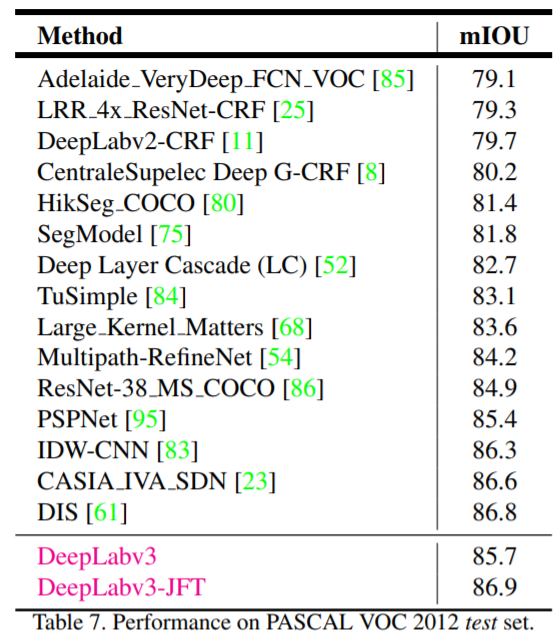 Method mIOU
Adelaide_VeryDeep_FCN_VOC [85] 79.1
LRR_4x_ResNet-CRF [25] 79.3
DeepLabv2-CRF [11] 79.7
CentraleSupelec Deep G-CRF [8] 80.2
HikSeg_COCO [80] 81.4
SegModel [75] 81.8
Deep Layer Cascade (LC) [52] 82.7
TuSimple [84] 83.1
Large_Kernel_Matters [68] 83.6
Multipath-RefineNet [54] 84.2
ResNet-38_MS_COCO [86] 84.9
PSPNet [95] 85.4
IDW-CNN [83] 86.3
CASIA_IVA_SDN [23] 86.6
DIS [61] 86.8
DeepLabv3 85.7
DeepLabv3-JFT 86.9
Table 7. Performance on PASCAL VOC 2012 test set.